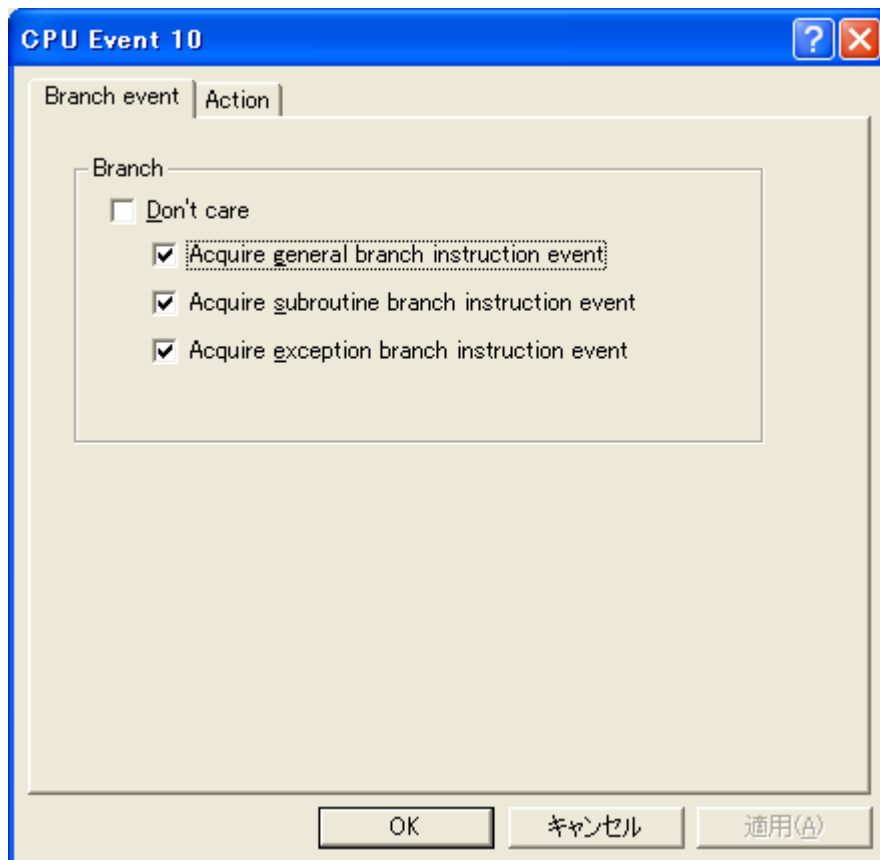 CPU Event 10
Branch event
Action
Branch
Don't care
Acquire general branch instruction event
Acquire subroutine branch instruction event
Acquire exception branch instruction event
OK
キャンセル
適用(A)